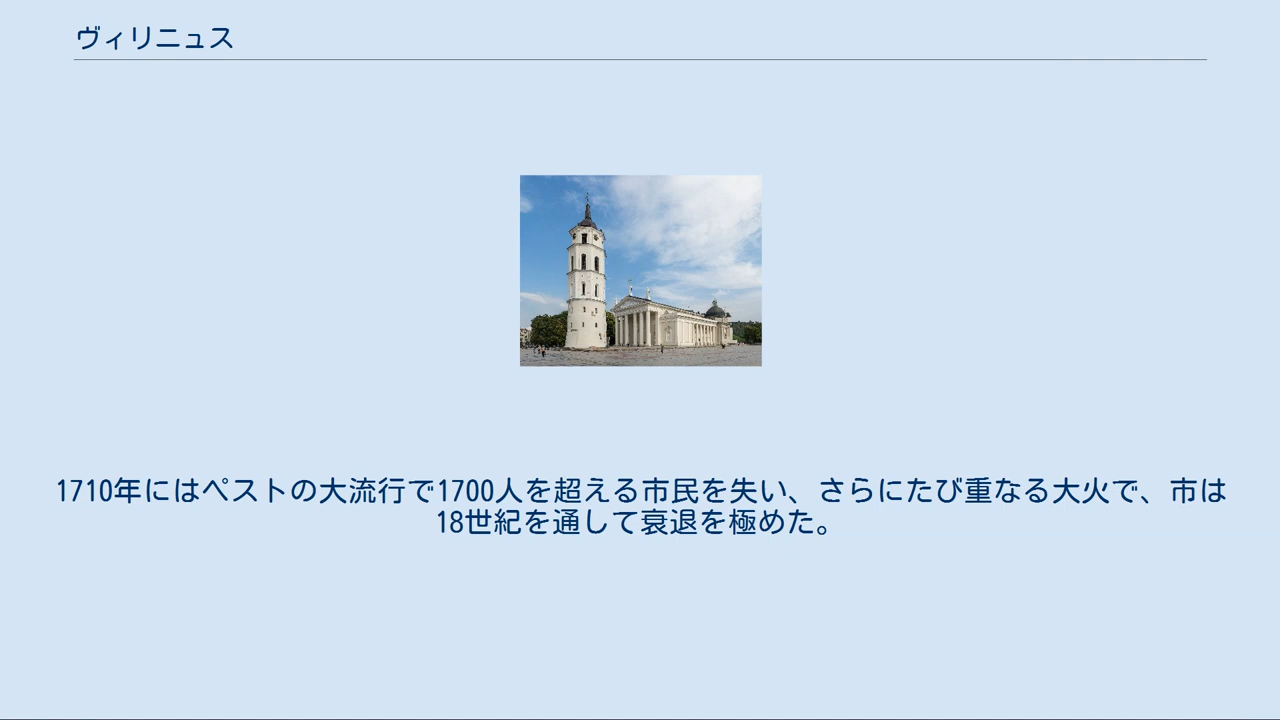 ヴィリニュス
1710年にはペストの大流行で1700人を超える市民を失い、さらにたび重なる大火で、市は
18世紀を通して衰退を極めた。